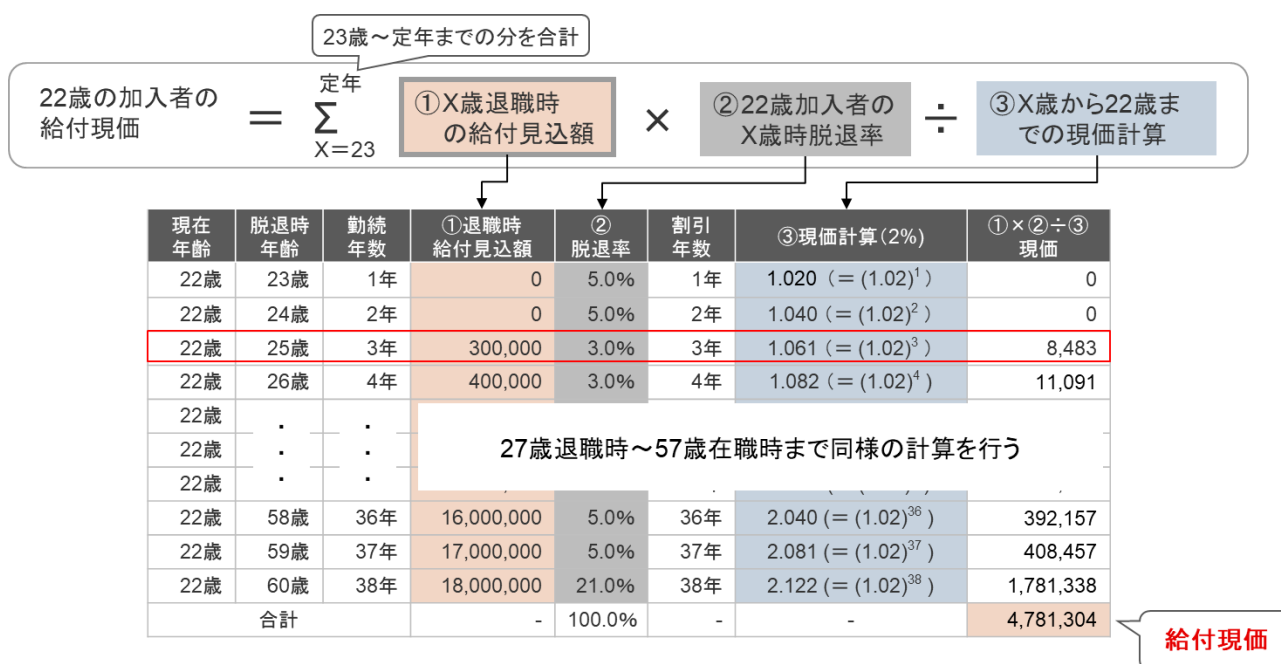 23歳～定年までの分を合計
22歳の加入者の
給付現価
＝
定年
Σ
X＝23
①X歳退職時
の給付見込額
×
②22歳加入者の
X歳時脱退率
÷
③X歳から22歳ま
での現価計算
現在年齢 脱退時年齢 勤続年数 ①退職時給付見込額 ②脱退率 割引年数 ③現価計算(2%) ①×②÷③現価
22歳 23歳 1年 0 5.0% 1年 1.020（＝(1.02)¹） 0
22歳 24歳 2年 0 5.0% 2年 1.040（＝(1.02)²） 0
22歳 25歳 3年 300,000 3.0% 3年 1.061（＝(1.02)³） 8,483
22歳 26歳 4年 400,000 3.0% 4年 1.082（＝(1.02)⁴） 11,091
22歳 ・ ・
22歳 ・ ・ 27歳退職時～57歳在職時まで同様の計算を行う
22歳 ・ ・
22歳 58歳 36年 16,000,000 5.0% 36年 2.040（＝(1.02)³⁶） 392,157
22歳 59歳 37年 17,000,000 5.0% 37年 2.081（＝(1.02)³⁷） 408,457
22歳 60歳 38年 18,000,000 21.0% 38年 2.122（＝(1.02)³⁸） 1,781,338
合計 - 100.0% - - 4,781,304
給付現価